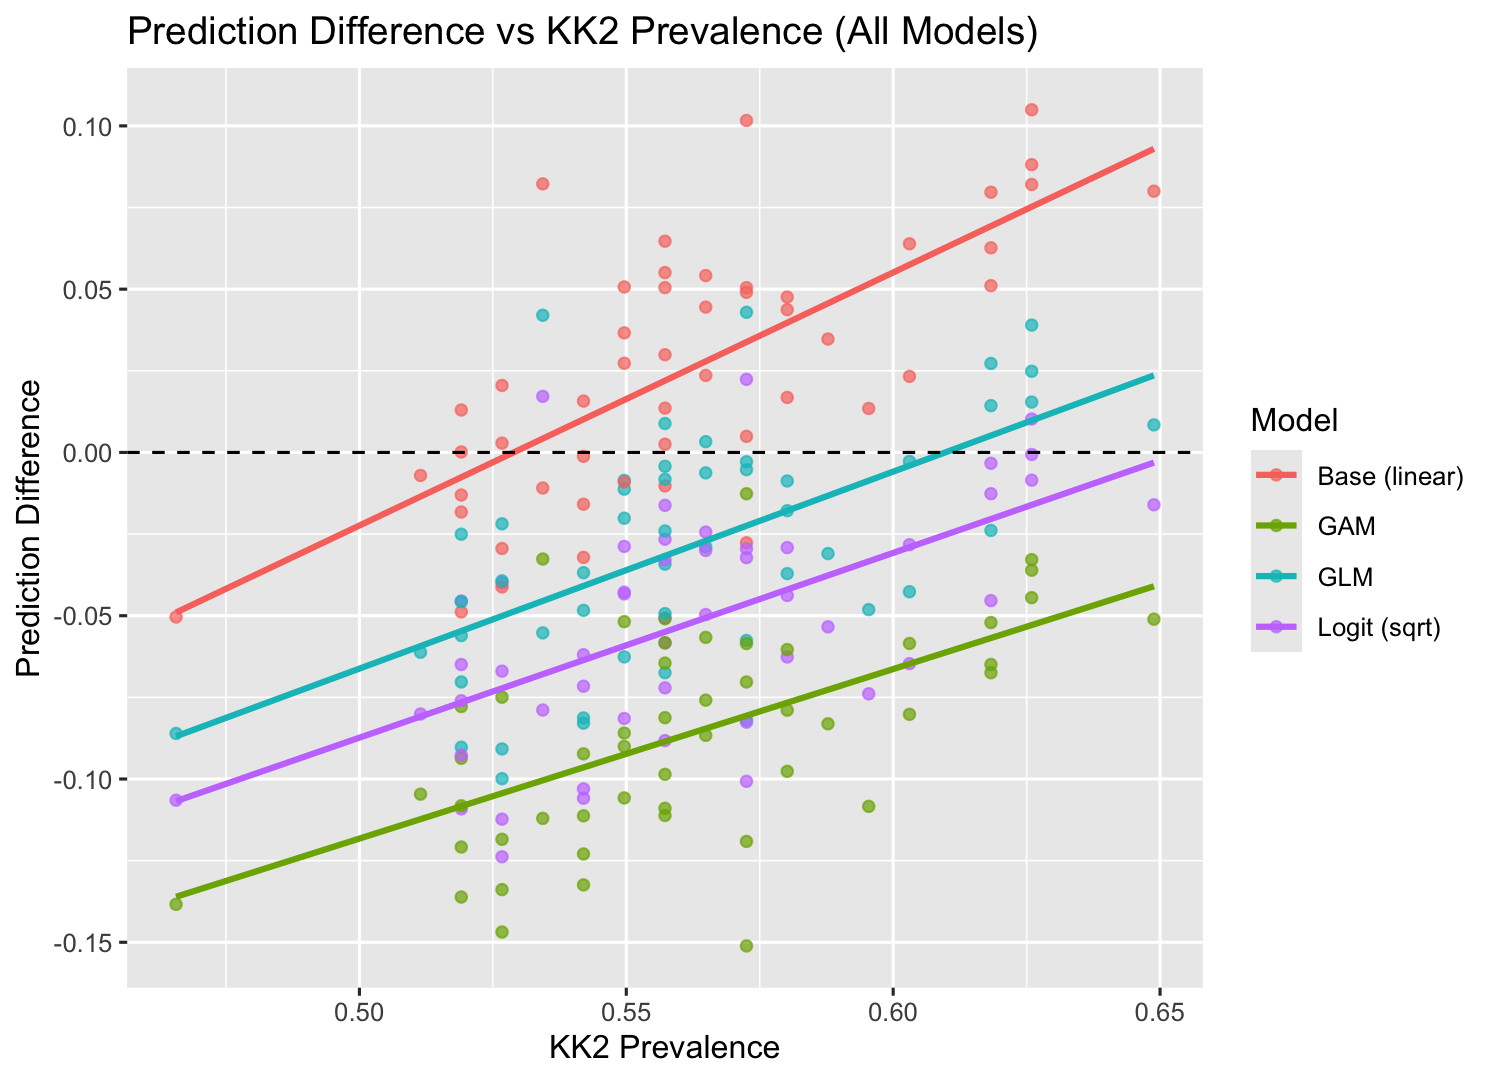 Prediction Difference vs KK2 Prevalence (All Models)
0.10
0.05
0.00
-0.05
-0.10
-0.15
Prediction Difference
0.50
0.55
0.60
0.65
KK2 Prevalence
Model
Base (linear)
GAM
GLM
Logit (sqrt)